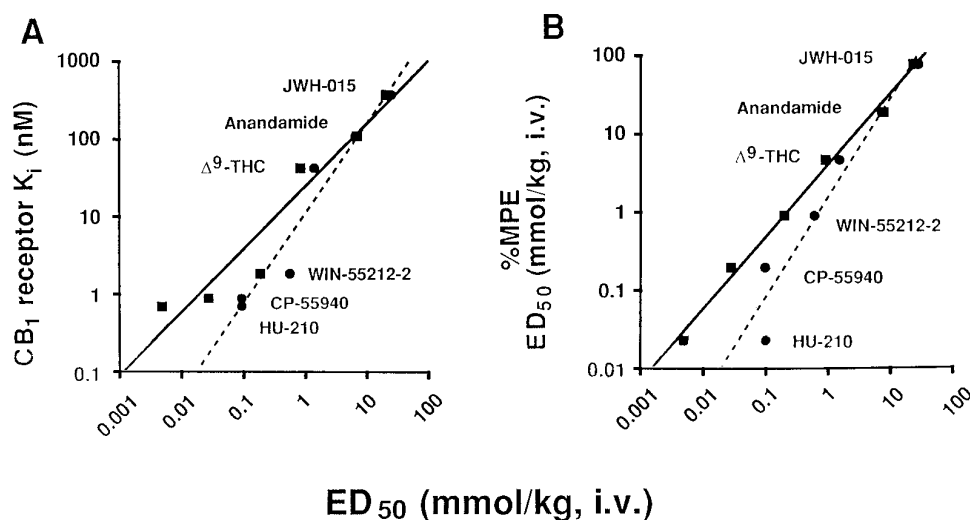 A
CB1 receptor Ki (nM)
1000
100
10
1
0.1
JWH-015
Anandamide
Δ9-THC
WIN-55212-2
CP-55940
HU-210
0.001
0.01
0.1
1
10
100
B
%MPE
ED50 (mmol/kg, i.v.)
100
10
1
0.1
0.01
JWH-015
Anandamide
Δ9-THC
WIN-55212-2
CP-55940
HU-210
0.001
0.01
0.1
1
10
100
ED50 (mmol/kg, i.v.)